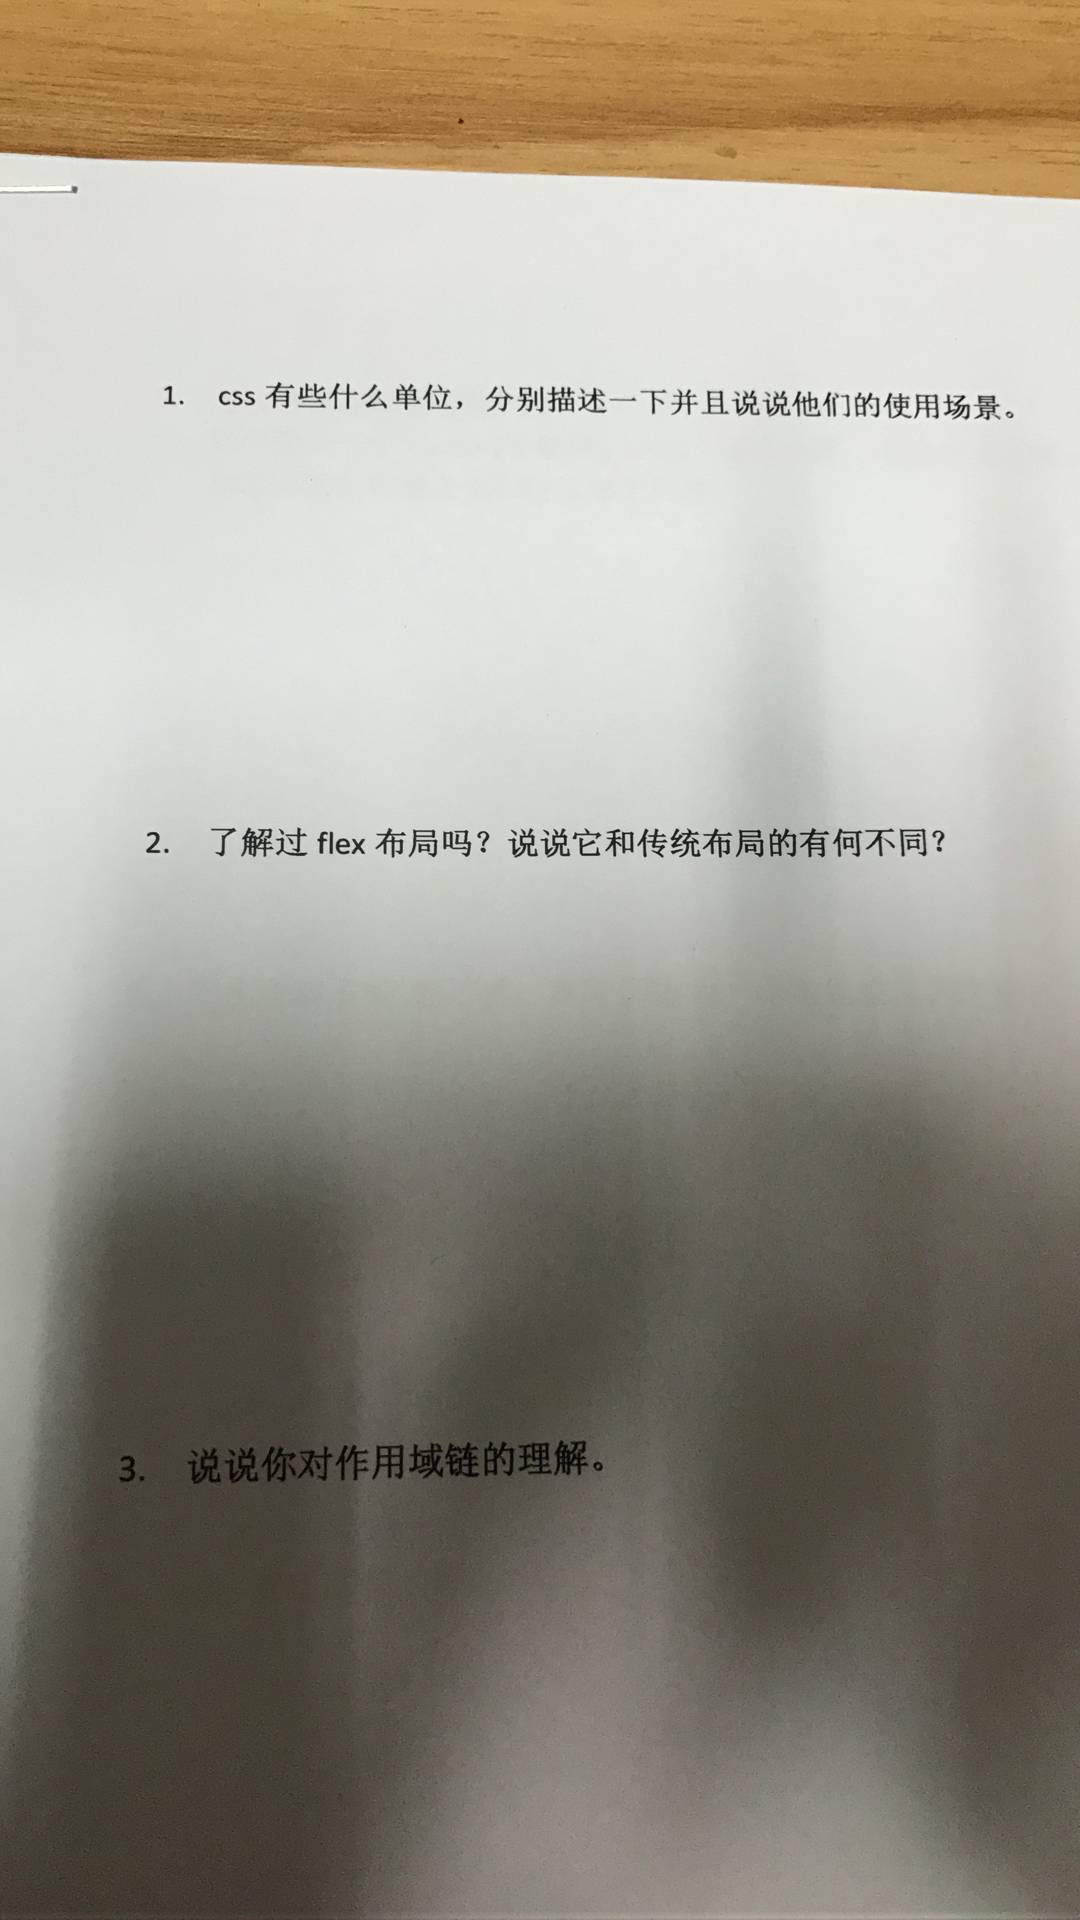 1. css 有些什么单位，分别描述一下并且说说他们的使用场景。
2. 了解过 flex 布局吗？说说它和传统布局的有何不同？
3. 说说你对作用域链的理解。